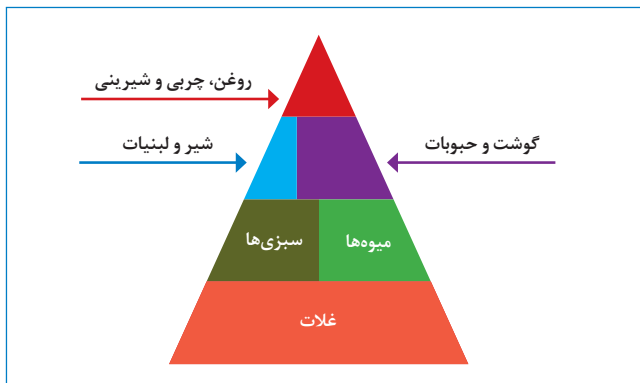 روغن، چربی و شیرینی
گوشت و حبوبات
شیر و لبنیات
میوه‌ها
سبزی‌ها
غلات